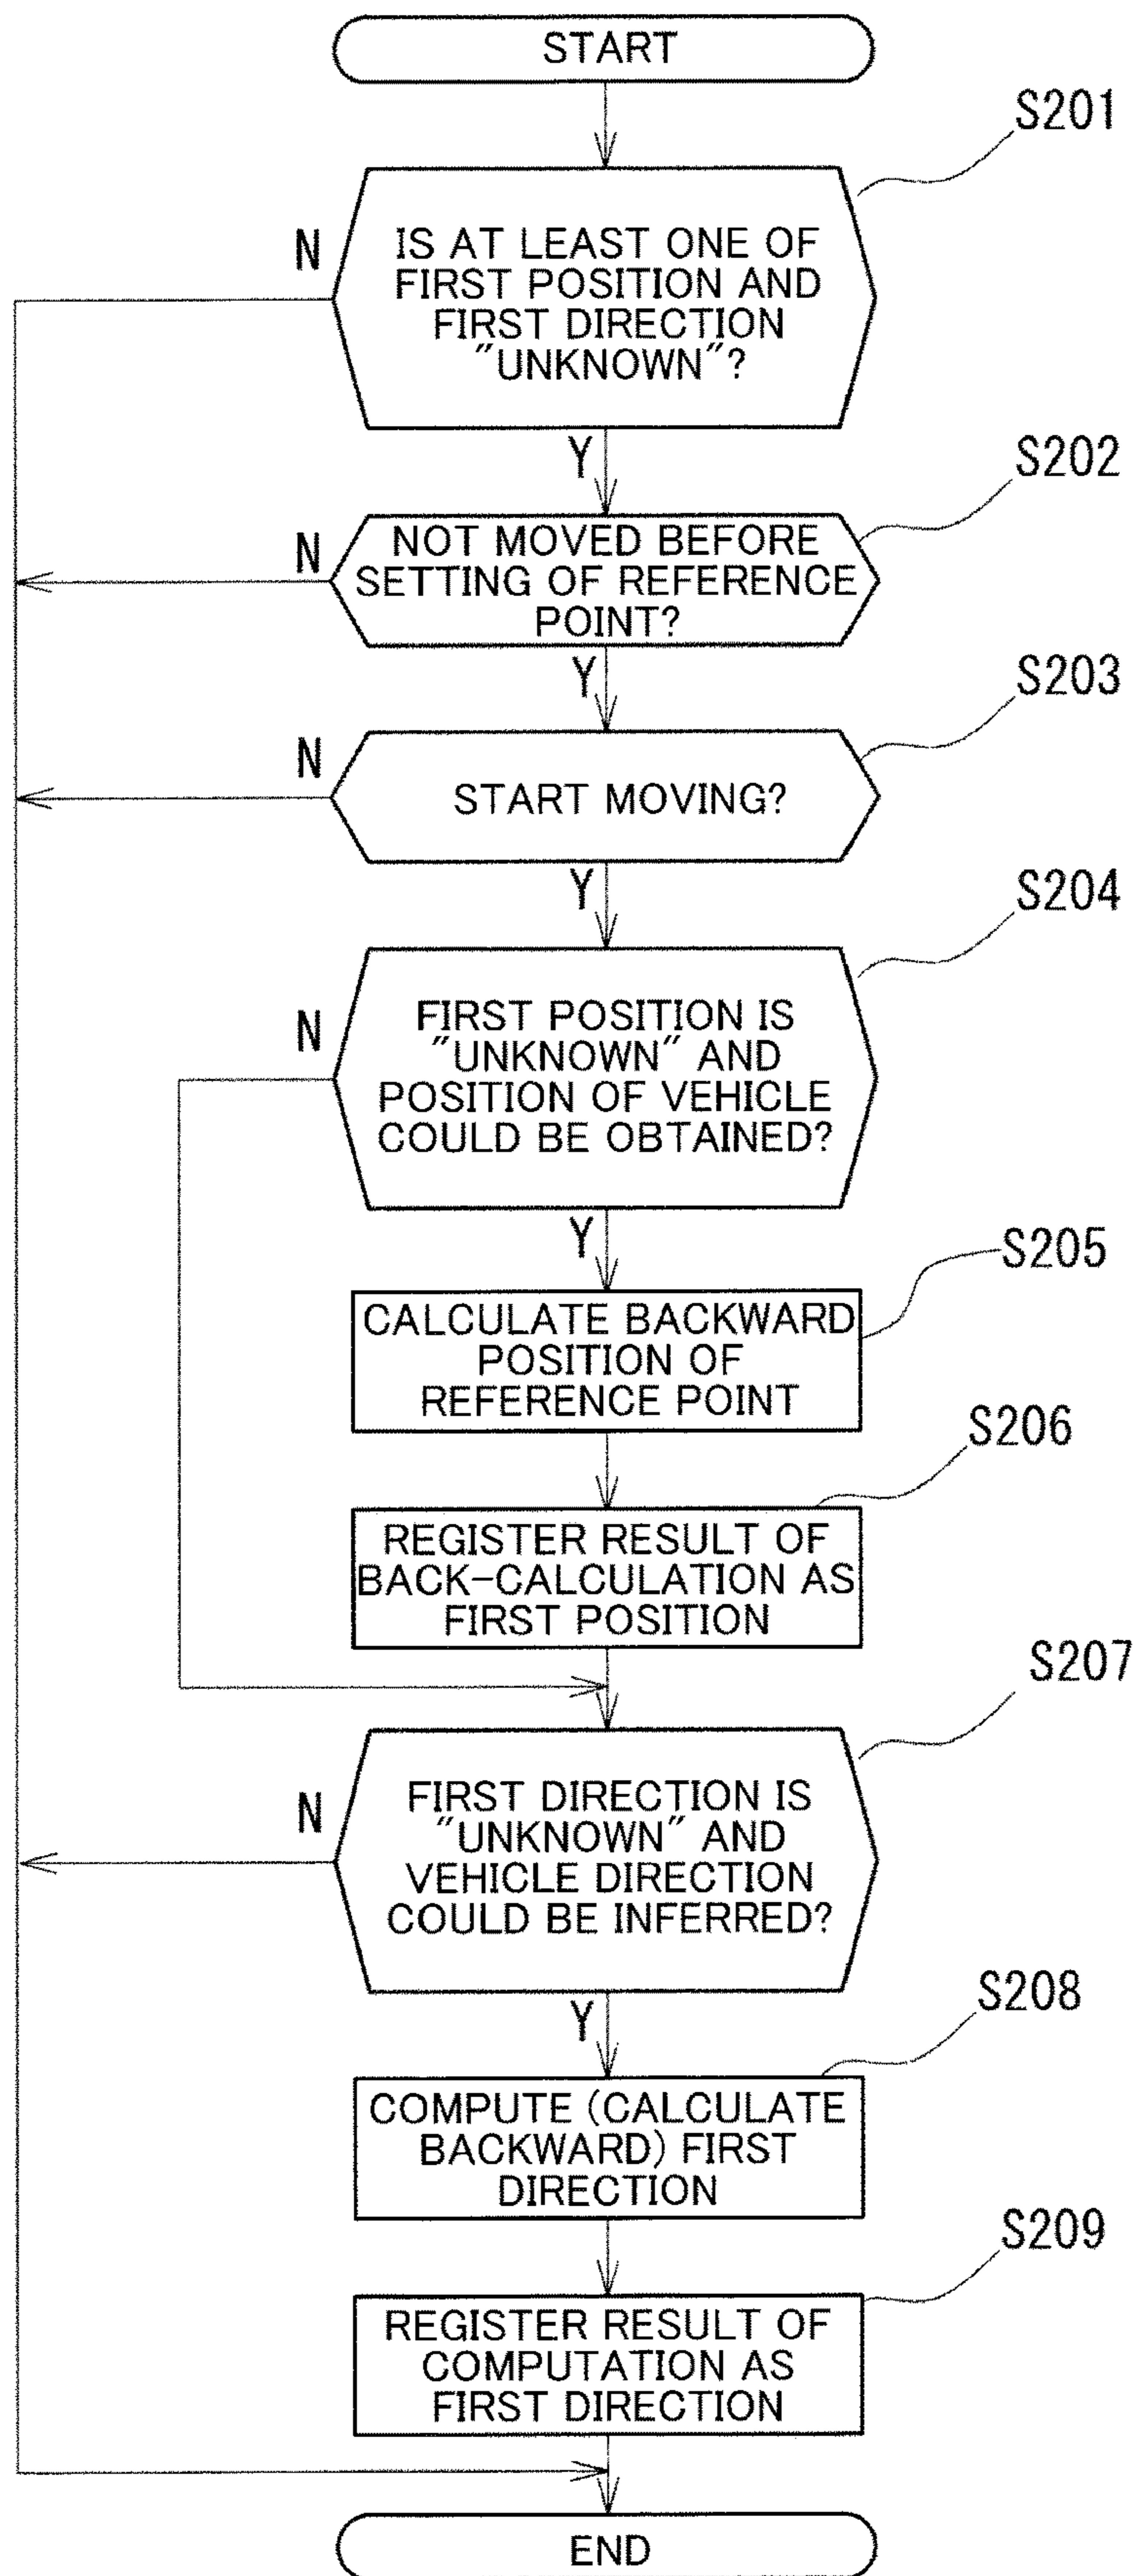 START
S201
N
IS AT LEAST ONE OF
FIRST POSITION AND
FIRST DIRECTION
"UNKNOWN"?
Y
S202
N
NOT MOVED BEFORE
SETTING OF REFERENCE
POINT?
Y
S203
N
START MOVING?
Y
S204
N
FIRST POSITION IS
"UNKNOWN" AND
POSITION OF VEHICLE
COULD BE OBTAINED?
Y
S205
CALCULATE BACKWARD
POSITION OF
REFERENCE POINT
S206
REGISTER RESULT OF
BACK-CALCULATION AS
FIRST POSITION
S207
N
FIRST DIRECTION IS
"UNKNOWN" AND
VEHICLE DIRECTION
COULD BE INFERRED?
Y
S208
COMPUTE (CALCULATE
BACKWARD) FIRST
DIRECTION
S209
REGISTER RESULT OF
COMPUTATION AS
FIRST DIRECTION
END